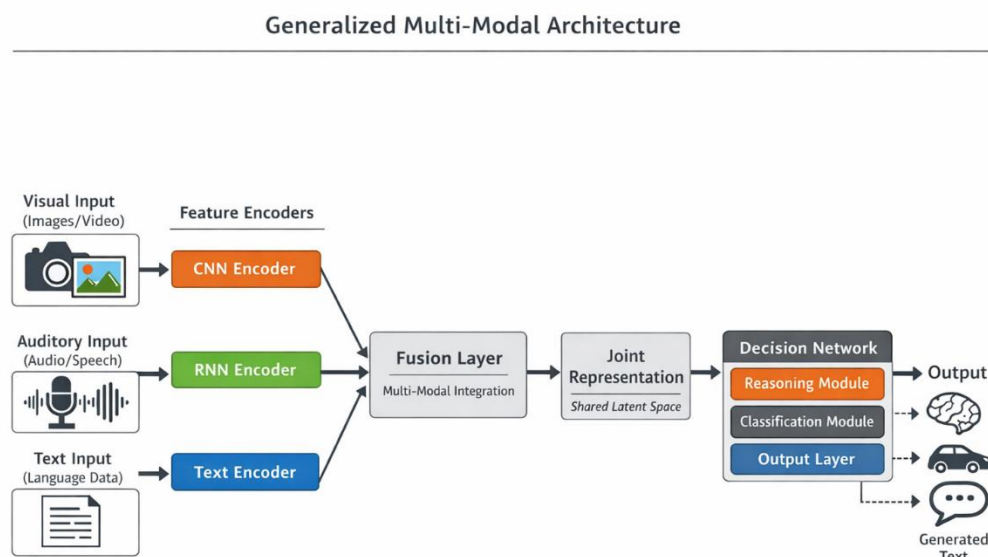 Generalized Multi-Modal Architecture
Visual Input
(Images/Video)
Feature Encoders
CNN Encoder
Auditory Input
(Audio/Speech)
RNN Encoder
Text Input
(Language Data)
Text Encoder
Fusion Layer
Multi-Modal Integration
Joint
Representation
Shared Latent Space
Decision Network
Reasoning Module
Classification Module
Output Layer
Output
Generated
Text